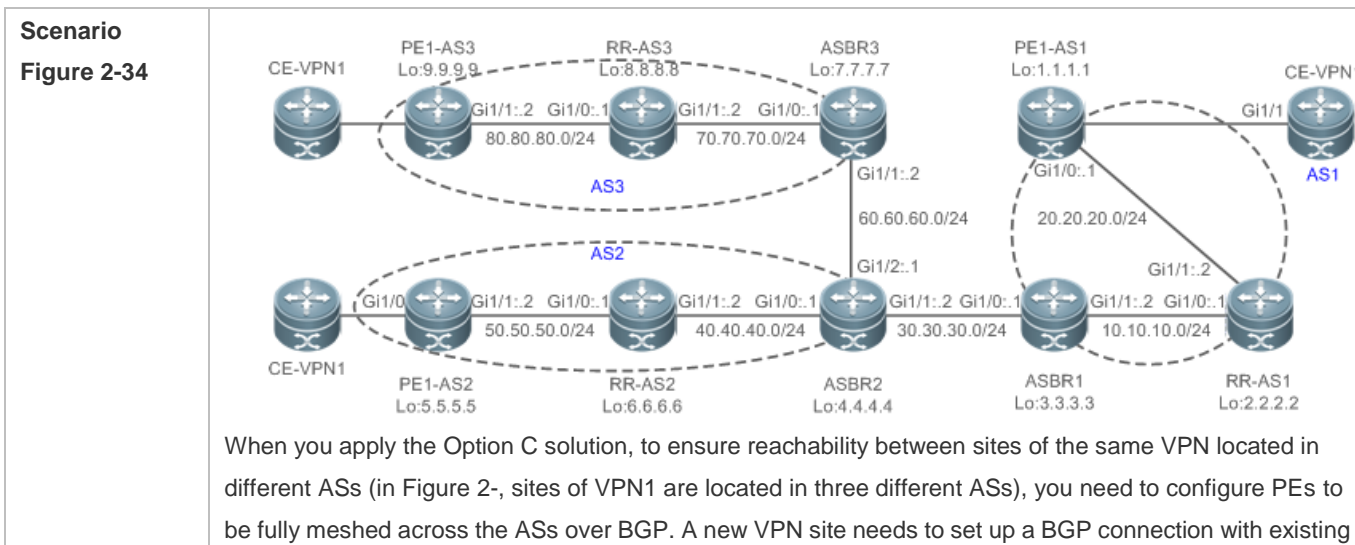 Scenario
Figure 2-34
PE1-AS3
Lo:9.9.9.9
RR-AS3
Lo:8.8.8.8
ASBR3
Lo:7.7.7.7
PE1-AS1
Lo:1.1.1.1
CE-VPN1
CE-VPN1
Gi1/1:.2 Gi1/0:.1
80.80.80.0/24
Gi1/1:.2 Gi1/0:.1
70.70.70.0/24
Gi1/1
AS3
Gi1/1:.2
Gi1/0:.1
AS1
60.60.60.0/24
20.20.20.0/24
AS2
Gi1/2:.1
Gi1/1:.2
Gi1/0
Gi1/1:.2 Gi1/0:.1
50.50.50.0/24
Gi1/1:.2 Gi1/0:.1
40.40.40.0/24
Gi1/1:.2 Gi1/0:.1
30.30.30.0/24
Gi1/1:.2 Gi1/0:.1
10.10.10.0/24
CE-VPN1
PE1-AS2
Lo:5.5.5.5
RR-AS2
Lo:6.6.6.6
ASBR2
Lo:4.4.4.4
ASBR1
Lo:3.3.3.3
RR-AS1
Lo:2.2.2.2
When you apply the Option C solution, to ensure reachability between sites of the same VPN located in
different ASs (in Figure 2-, sites of VPN1 are located in three different ASs), you need to configure PEs to
be fully meshed across the ASs over BGP. A new VPN site needs to set up a BGP connection with existing